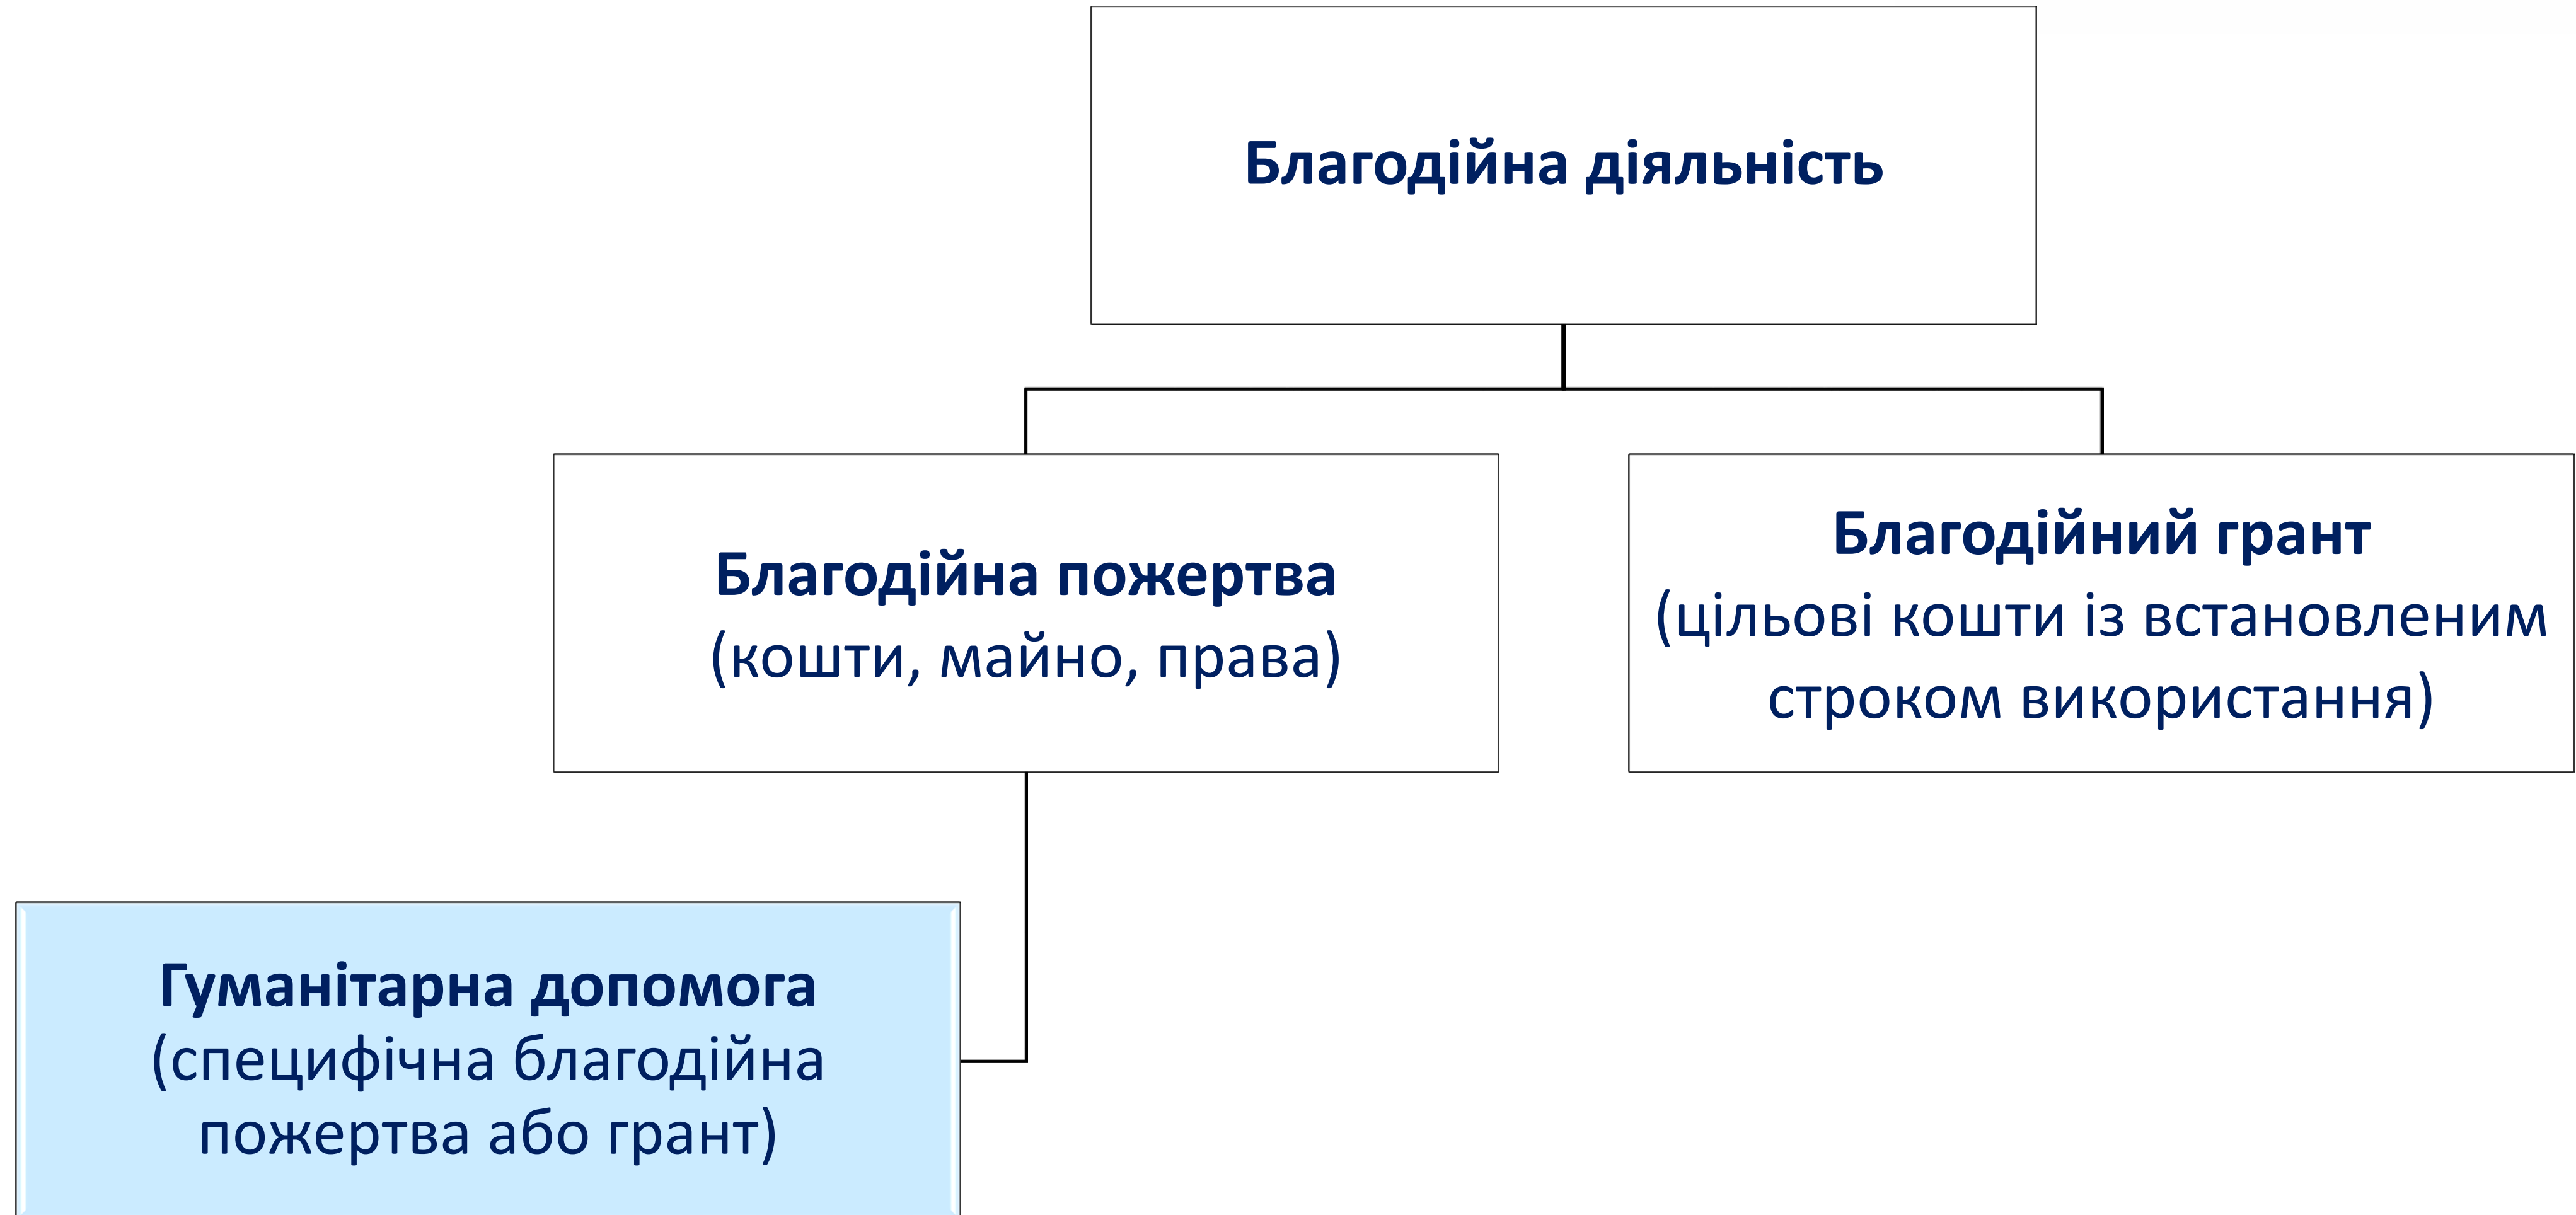 Благодійна діяльність
Благодійна пожертва
(кошти, майно, права)
Благодійний грант
(цільові кошти із встановленим
строком використання)
Гуманітарна допомога
(специфічна благодійна
пожертва або грант)